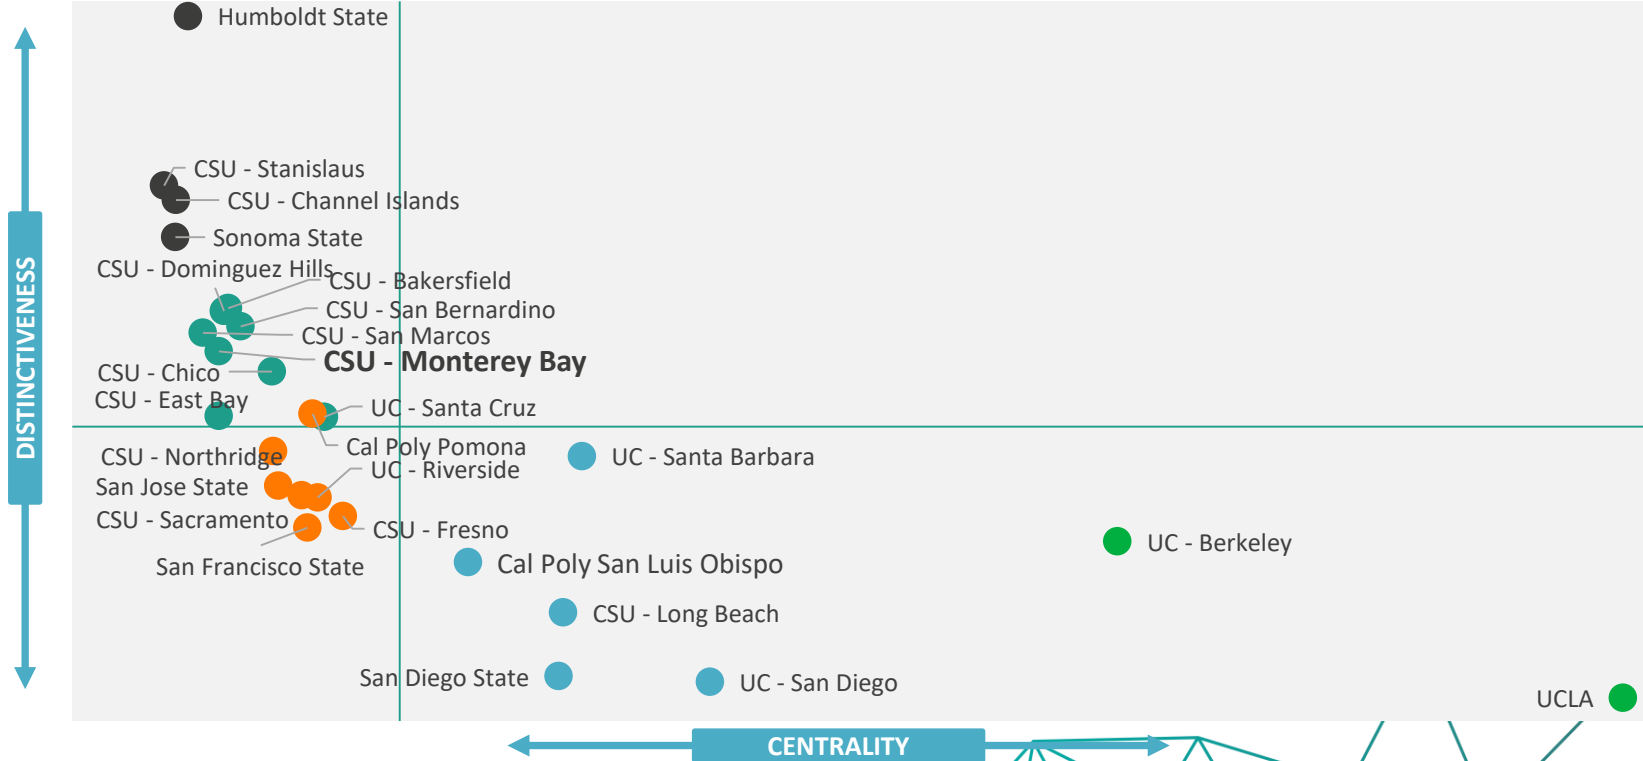 Humboldt State
CSU - Stanislaus
CSU - Channel Islands
Sonoma State
CSU - Dominguez Hills
CSU - Bakersfield
CSU - San Bernardino
CSU - San Marcos
CSU - Monterey Bay
CSU - Chico
CSU - East Bay
UC - Santa Cruz
Cal Poly Pomona
CSU - Northridge
UC - Santa Barbara
UC - Riverside
San Jose State
CSU - Sacramento
CSU - Fresno
UC - Berkeley
San Francisco State
Cal Poly San Luis Obispo
CSU - Long Beach
San Diego State
UC - San Diego
UCLA
DISTINCTIVENESS
CENTRALITY